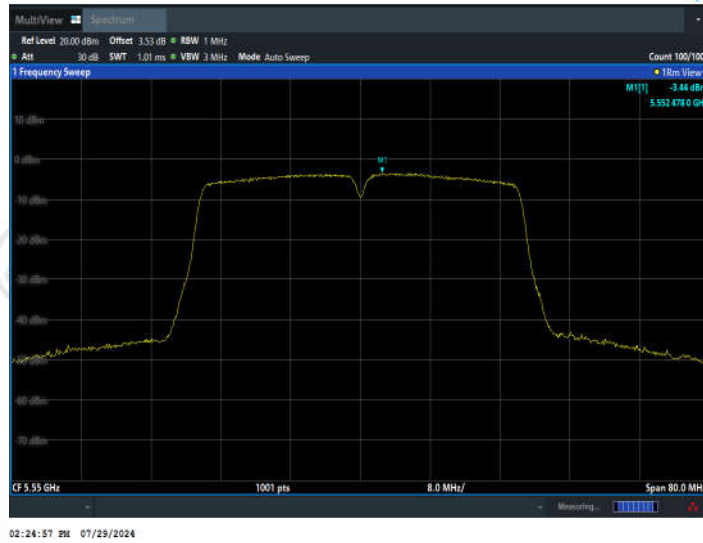 MultiView Spectrum
Ref Level 20.00 dBm Offset 3.53 dB RBW 1 MHz
Att 30 dB SWT 1.01 ms VBW 3 MHz Mode Auto Sweep Count 100/100
1 Frequency Sweep 1Rm View
M1[1] -3.44 dBm
5.552 478 0 GH
10 dBm
0 dBm
M1
-10 dBm
-20 dBm
-30 dBm
-40 dBm
-50 dBm
-60 dBm
-70 dBm
CF 5.55 GHz 1001 pts 8.0 MHz/ Span 80.0 MH
Measuring...
02:24:57 PM 07/29/2024